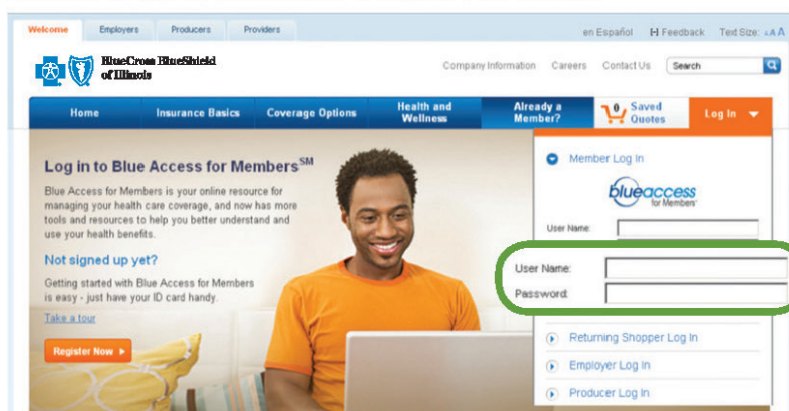 Welcome Employers Producers Providers
en Español Feedback Text Size: AAA
BlueCross BlueShield
of Illinois
Company Information Careers Contact Us Search
Home Insurance Basics Coverage Options Health and Wellness Already a Member? 0 Saved Quotes Log In
Log in to Blue Access for Members℠
Blue Access for Members is your online resource for
managing your health care coverage, and now has more
tools and resources to help you better understand and
use your health benefits.
Not signed up yet?
Getting started with Blue Access for Members
is easy - just have your ID card handy.
Take a tour
Register Now
Member Log In
blueaccess
for Members
User Name:
User Name:
Password:
Returning Shopper Log In
Employer Log In
Producer Log In